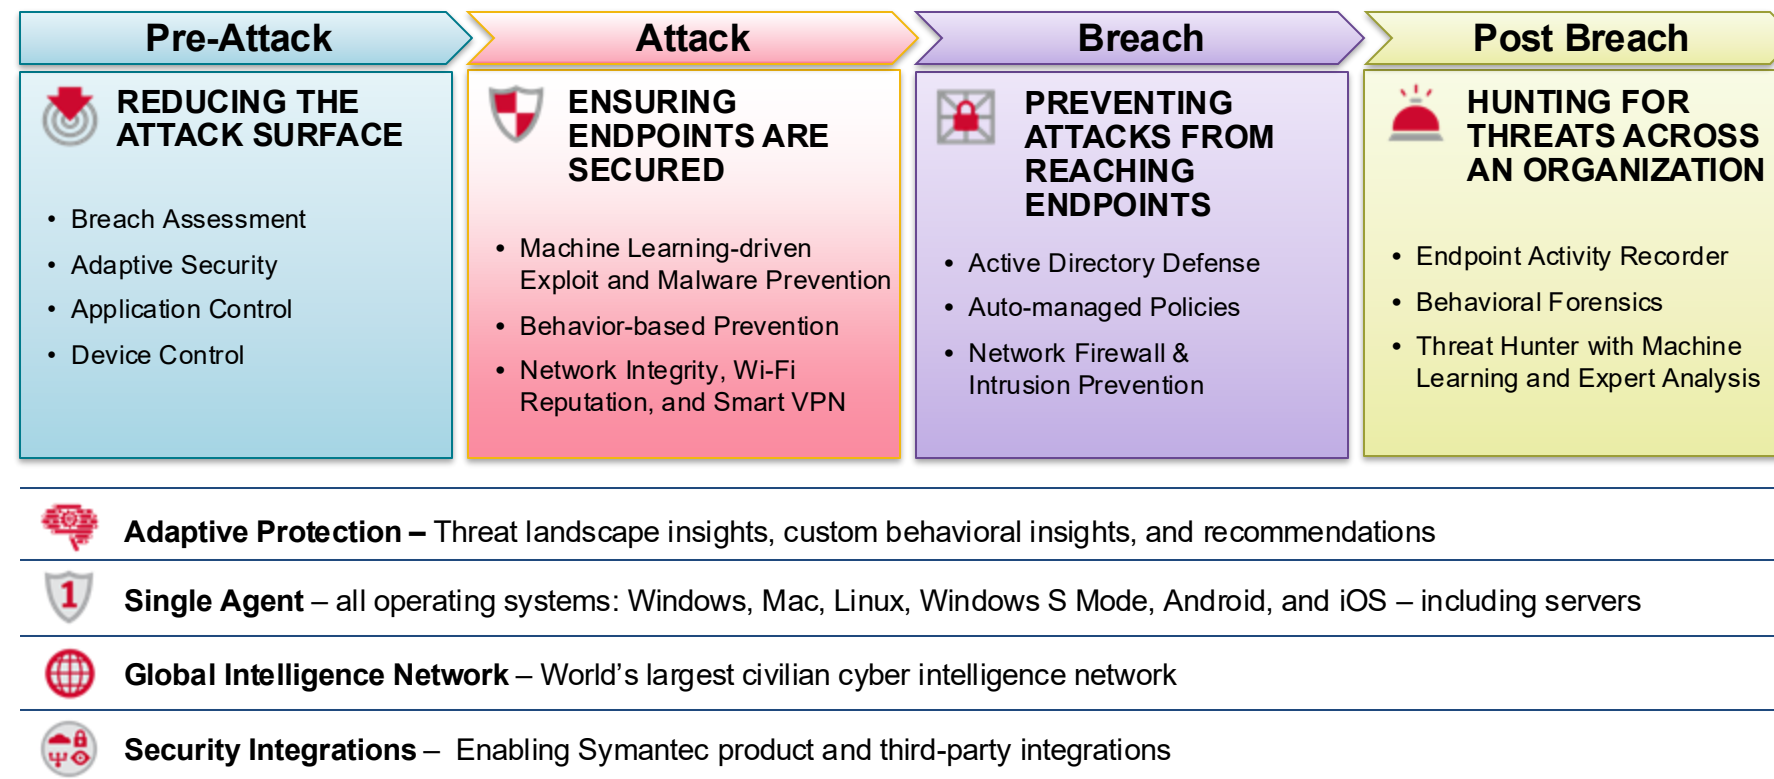 Pre-Attack
REDUCING THE
ATTACK SURFACE
• Breach Assessment
• Adaptive Security
• Application Control
• Device Control
Attack
ENSURING
ENDPOINTS ARE
SECURED
• Machine Learning-driven
Exploit and Malware Prevention
• Behavior-based Prevention
• Network Integrity, Wi-Fi
Reputation, and Smart VPN
Breach
PREVENTING
ATTACKS FROM
REACHING
ENDPOINTS
• Active Directory Defense
• Auto-managed Policies
• Network Firewall &
Intrusion Prevention
Post Breach
HUNTING FOR
THREATS ACROSS
AN ORGANIZATION
• Endpoint Activity Recorder
• Behavioral Forensics
• Threat Hunter with Machine
Learning and Expert Analysis
Adaptive Protection – Threat landscape insights, custom behavioral insights, and recommendations
1
Single Agent – all operating systems: Windows, Mac, Linux, Windows S Mode, Android, and iOS – including servers
Global Intelligence Network – World’s largest civilian cyber intelligence network
Security Integrations – Enabling Symantec product and third-party integrations